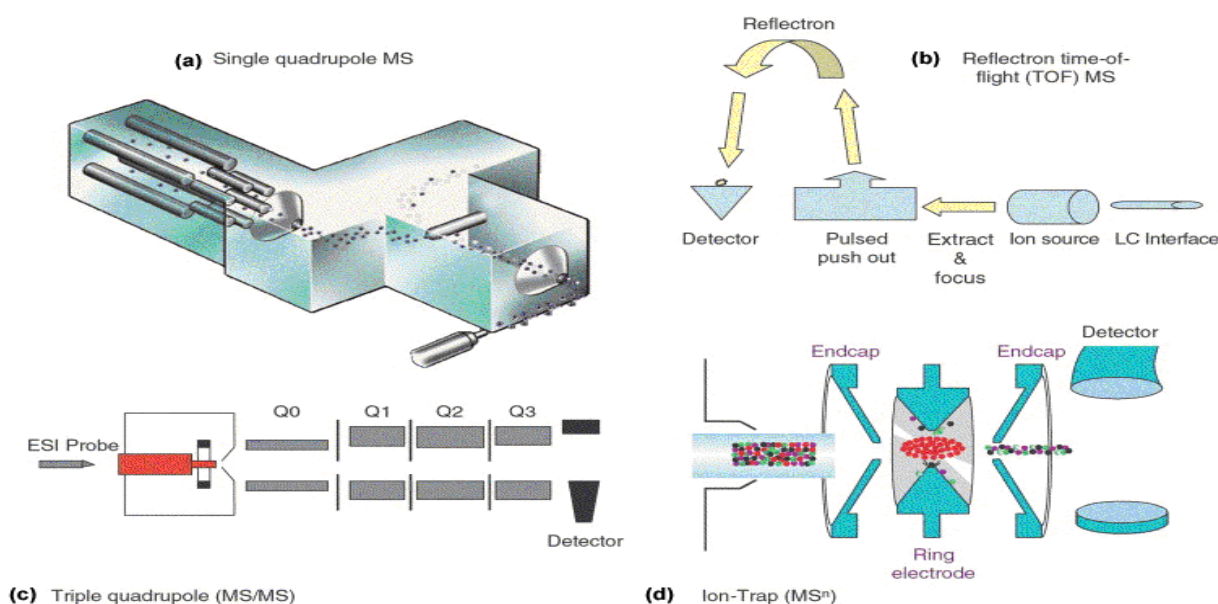 (a) Single quadrupole MS
Reflectron
(b) Reflectron time-of-
flight (TOF) MS
Detector
Pulsed
push out
Extract
&
focus
Ion source
LC Interface
ESI Probe
Q0 Q1 Q2 Q3
Detector
(c) Triple quadrupole (MS/MS)
Endcap
Endcap
Detector
Ring
electrode
(d) Ion-Trap (MSⁿ)